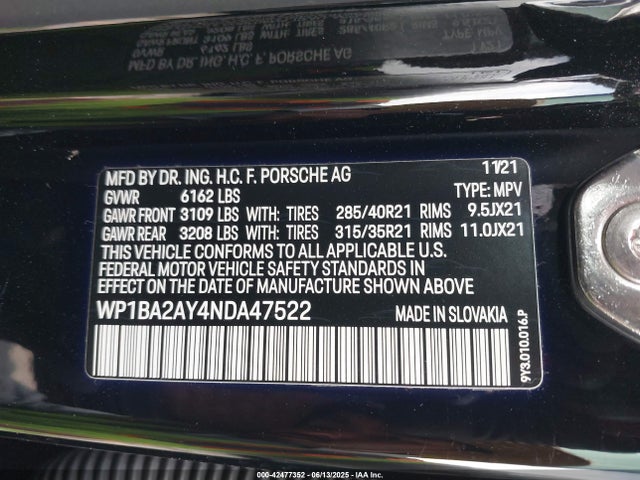 MFD BY DR. ING. H.C. F. PORSCHE AG 11/21
GVWR 6162 LBS TYPE: MPV
GAWR FRONT 3109 LBS WITH: TIRES 285/40R21 RIMS 9.5JX21
GAWR REAR 3208 LBS WITH: TIRES 315/35R21 RIMS 11.0JX21
THIS VEHICLE CONFORMS TO ALL APPLICABLE U.S.
FEDERAL MOTOR VEHICLE SAFETY STANDARDS IN
EFFECT ON THE DATE OF MANUFACTURE SHOWN ABOVE
WP1BA2AY4NDA47522 MADE IN SLOVAKIA
9Y3.010.016.P
000-42477352 - 06/13/2025 - IAA Inc.